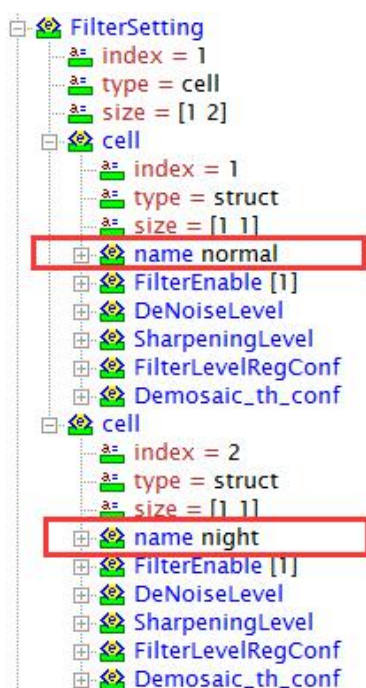 FilterSetting
index = 1
type = cell
size = [1 2]
cell
index = 1
type = struct
size = [1 1]
name normal
FilterEnable [1]
DeNoiseLevel
SharpeningLevel
FilterLevelRegConf
Demosaic_th_conf
cell
index = 2
type = struct
size = [1 1]
name night
FilterEnable [1]
DeNoiseLevel
SharpeningLevel
FilterLevelRegConf
Demosaic_th_conf